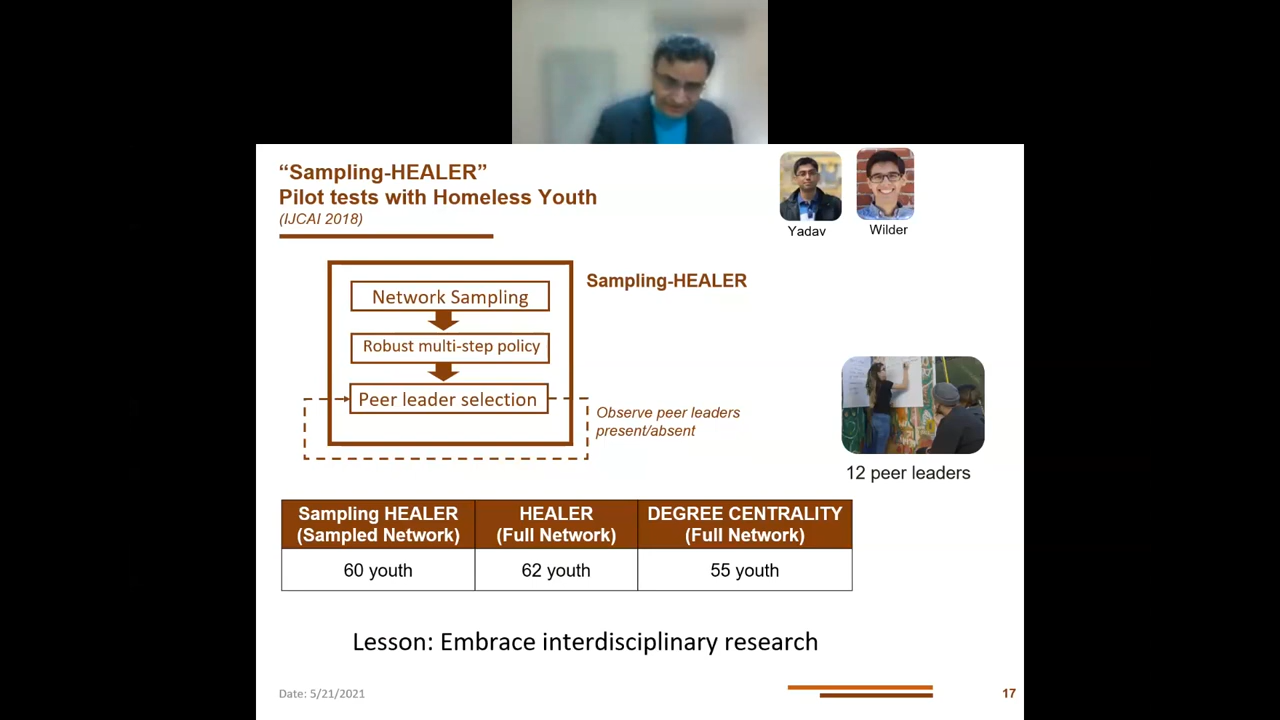 “Sampling-HEALER”
Pilot tests with Homeless Youth
(IJCAI 2018)
Yadav
Wilder
Network Sampling
Robust multi-step policy
Peer leader selection
Sampling-HEALER
Observe peer leaders
present/absent
12 peer leaders
Sampling HEALER
(Sampled Network)
HEALER
(Full Network)
DEGREE CENTRALITY
(Full Network)
60 youth
62 youth
55 youth
Lesson: Embrace interdisciplinary research
Date: 5/21/2021
17